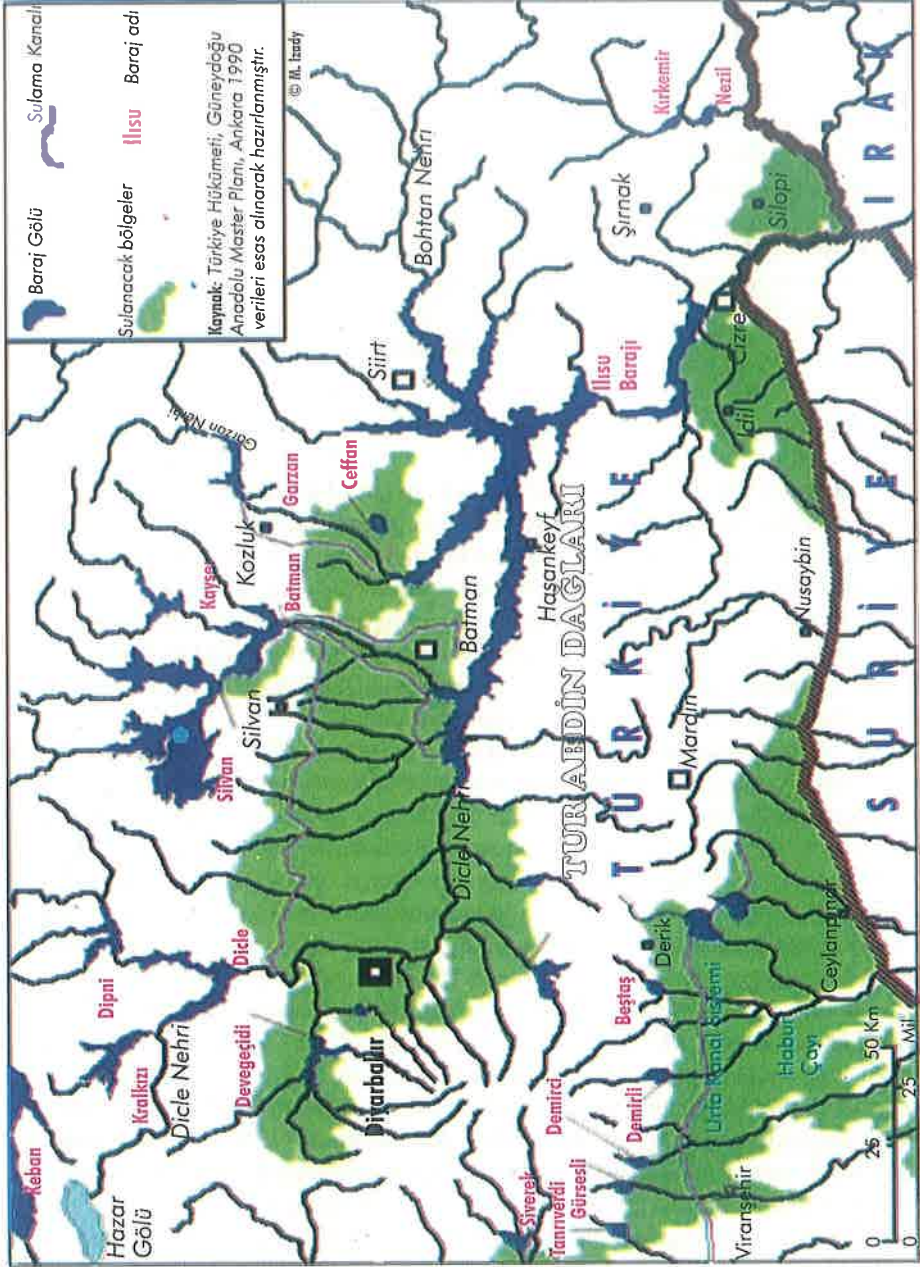 Baraj Gölü
Sulama Kanalı
Sulanacak bölgeler
Ilısu
Baraj adı
Kaynak: Türkiye Hükümeti, Güneydoğu
Anadolu Master Planı, Ankara 1990
verileri esas alınarak hazırlanmıştır.
© M. Izady
Keban
Hazar
Gölü
Kralkızı
Dicle Nehri
Dipni
Dicle
Devegeçidi
Diyarbakır
Silvan
Silvan
Kayser
Batman
Kozluk
Garzan Nehri
Garzan
Ceffan
Siirt
Bohtan Nehri
Batman
Dicle Nehri
Hasankeyf
TUR ABDİN DAĞLARI
Ilısu
Barajı
Şırnak
Kırkemir
Nezil
Silopi
Cizre
İdil
Nusaybin
Mardin
TÜRKİYE
SURİYE
IRAK
Siverek
Tanrıverdi
Gürsesli
Demirci
Demirli
Beştaş
Derik
Urfa Kanal Sistemi
Habur
Çayı
Ceylanpınar
Viranşehir
0 25 50 Km
0 25 Mil